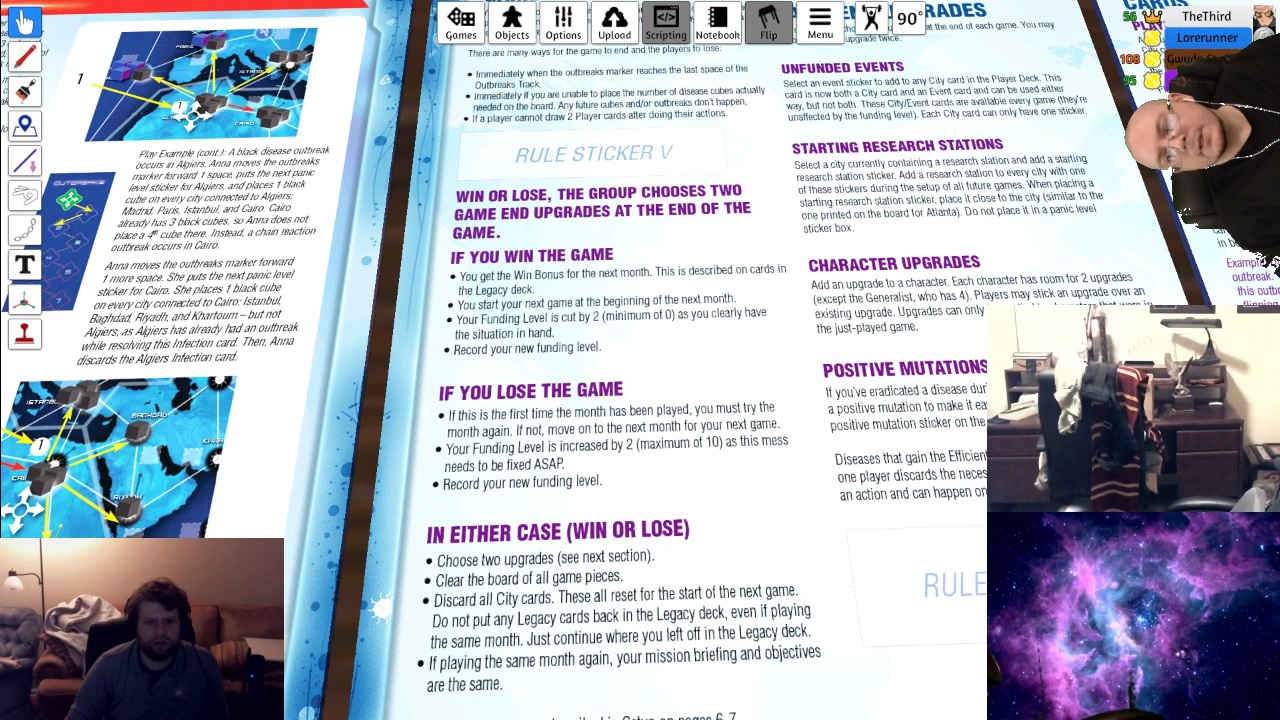 Games
Objects
Options
Upload
Scripting
Notebook
Flip
Menu
90°
56
TheThird
Lorerunner
108
95
T
1
ISTANBUL
CAIRO
Play Example (cont.): A black disease outbreak
occurs in Algiers. Anna moves the outbreaks
marker forward 1 space, puts the next panic
level sticker for Algiers, and places 1 black
cube on every city connected to Algiers:
Madrid, Paris, Istanbul, and Cairo. Cairo
already has 3 black cubes, so Anna does not
place a 4th cube there. Instead, a chain reaction
outbreak occurs in Cairo.
OUTBREAKS
Anna moves the outbreaks marker forward
1 more space. She puts the next panic level
sticker for Cairo. She places 1 black cube
on every city connected to Cairo: Istanbul,
Baghdad, Riyadh, and Khartoum – but not
Algiers, as Algiers has already had an outbreak
while resolving this Infection card. Then, Anna
discards the Algiers Infection card.
BAGHDAD
1
RIYADH
There are many ways for the game to end and the players to lose:
• Immediately when the outbreaks marker reaches the last space of the
Outbreaks Track.
• Immediately if you are unable to place the number of disease cubes actually
needed on the board. Any future cubes and/or outbreaks don't happen,
• If a player cannot draw 2 Player cards after doing their actions.
RULE STICKER V
WIN OR LOSE, THE GROUP CHOOSES TWO
GAME END UPGRADES AT THE END OF THE
GAME.
IF YOU WIN THE GAME
• You get the Win Bonus for the next month. This is described on cards in
the Legacy deck.
• You start your next game at the beginning of the next month.
• Your Funding Level is cut by 2 (minimum of 0) as you clearly have
the situation in hand.
• Record your new funding level.
IF YOU LOSE THE GAME
• If this is the first time the month has been played, you must try the
month again. If not, move on to the next month for your next game.
• Your Funding Level is increased by 2 (maximum of 10) as this mess
needs to be fixed ASAP.
• Record your new funding level.
IN EITHER CASE (WIN OR LOSE)
• Choose two upgrades (see next section).
• Clear the board of all game pieces.
• Discard all City cards. These all reset for the start of the next game.
Do not put any Legacy cards back in the Legacy deck, even if playing
the same month. Just continue where you left off in the Legacy deck.
• If playing the same month again, your mission briefing and objectives
are the same.
at the end of each game. You may
upgrade twice.
UNFUNDED EVENTS
Select an event sticker to add to any City card in the Player Deck. This
card is now both a City card and an Event card and can be used either
way, but not both. These City/Event cards are available every game (they're
unaffected by the funding level). Each City card can only have one sticker.
STARTING RESEARCH STATIONS
Select a city currently containing a research station and add a starting
research station sticker. Add a research station to every city with one
of these stickers during the setup of all future games. When placing a
starting research station sticker, place it close to the city (similar to the
one printed on the board for Atlanta). Do not place it in a panic level
sticker box.
CHARACTER UPGRADES
Add an upgrade to a character. Each character has room for 2 upgrades
(except the Generalist, who has 4). Players may stick an upgrade over an
existing upgrade. Upgrades can only
the just-played game.
POSITIVE MUTATIONS
If you've eradicated a disease
a positive mutation to make it
positive mutation sticker on the
Diseases that gain the
one player discards the
an action and can happen on
RULE
outbreak.